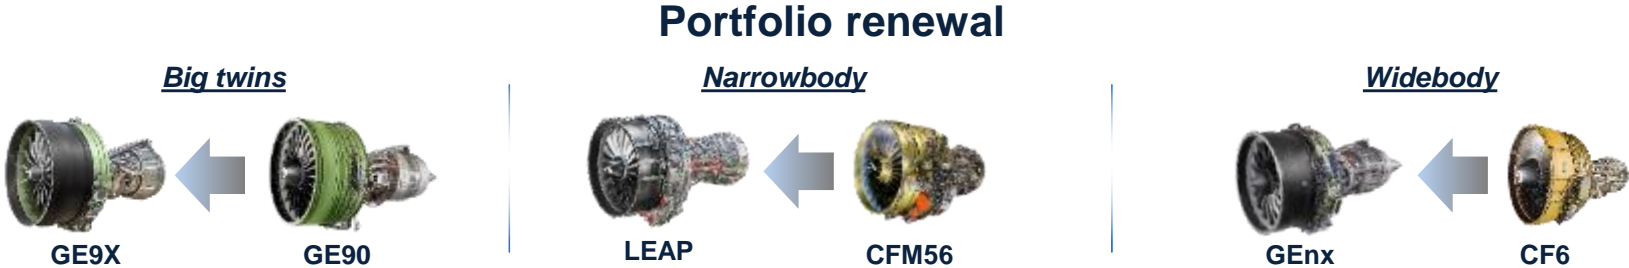 Portfolio renewal
Big twins
Narrowbody
Widebody
GE9X
GE90
LEAP
CFM56
GEnx
CF6